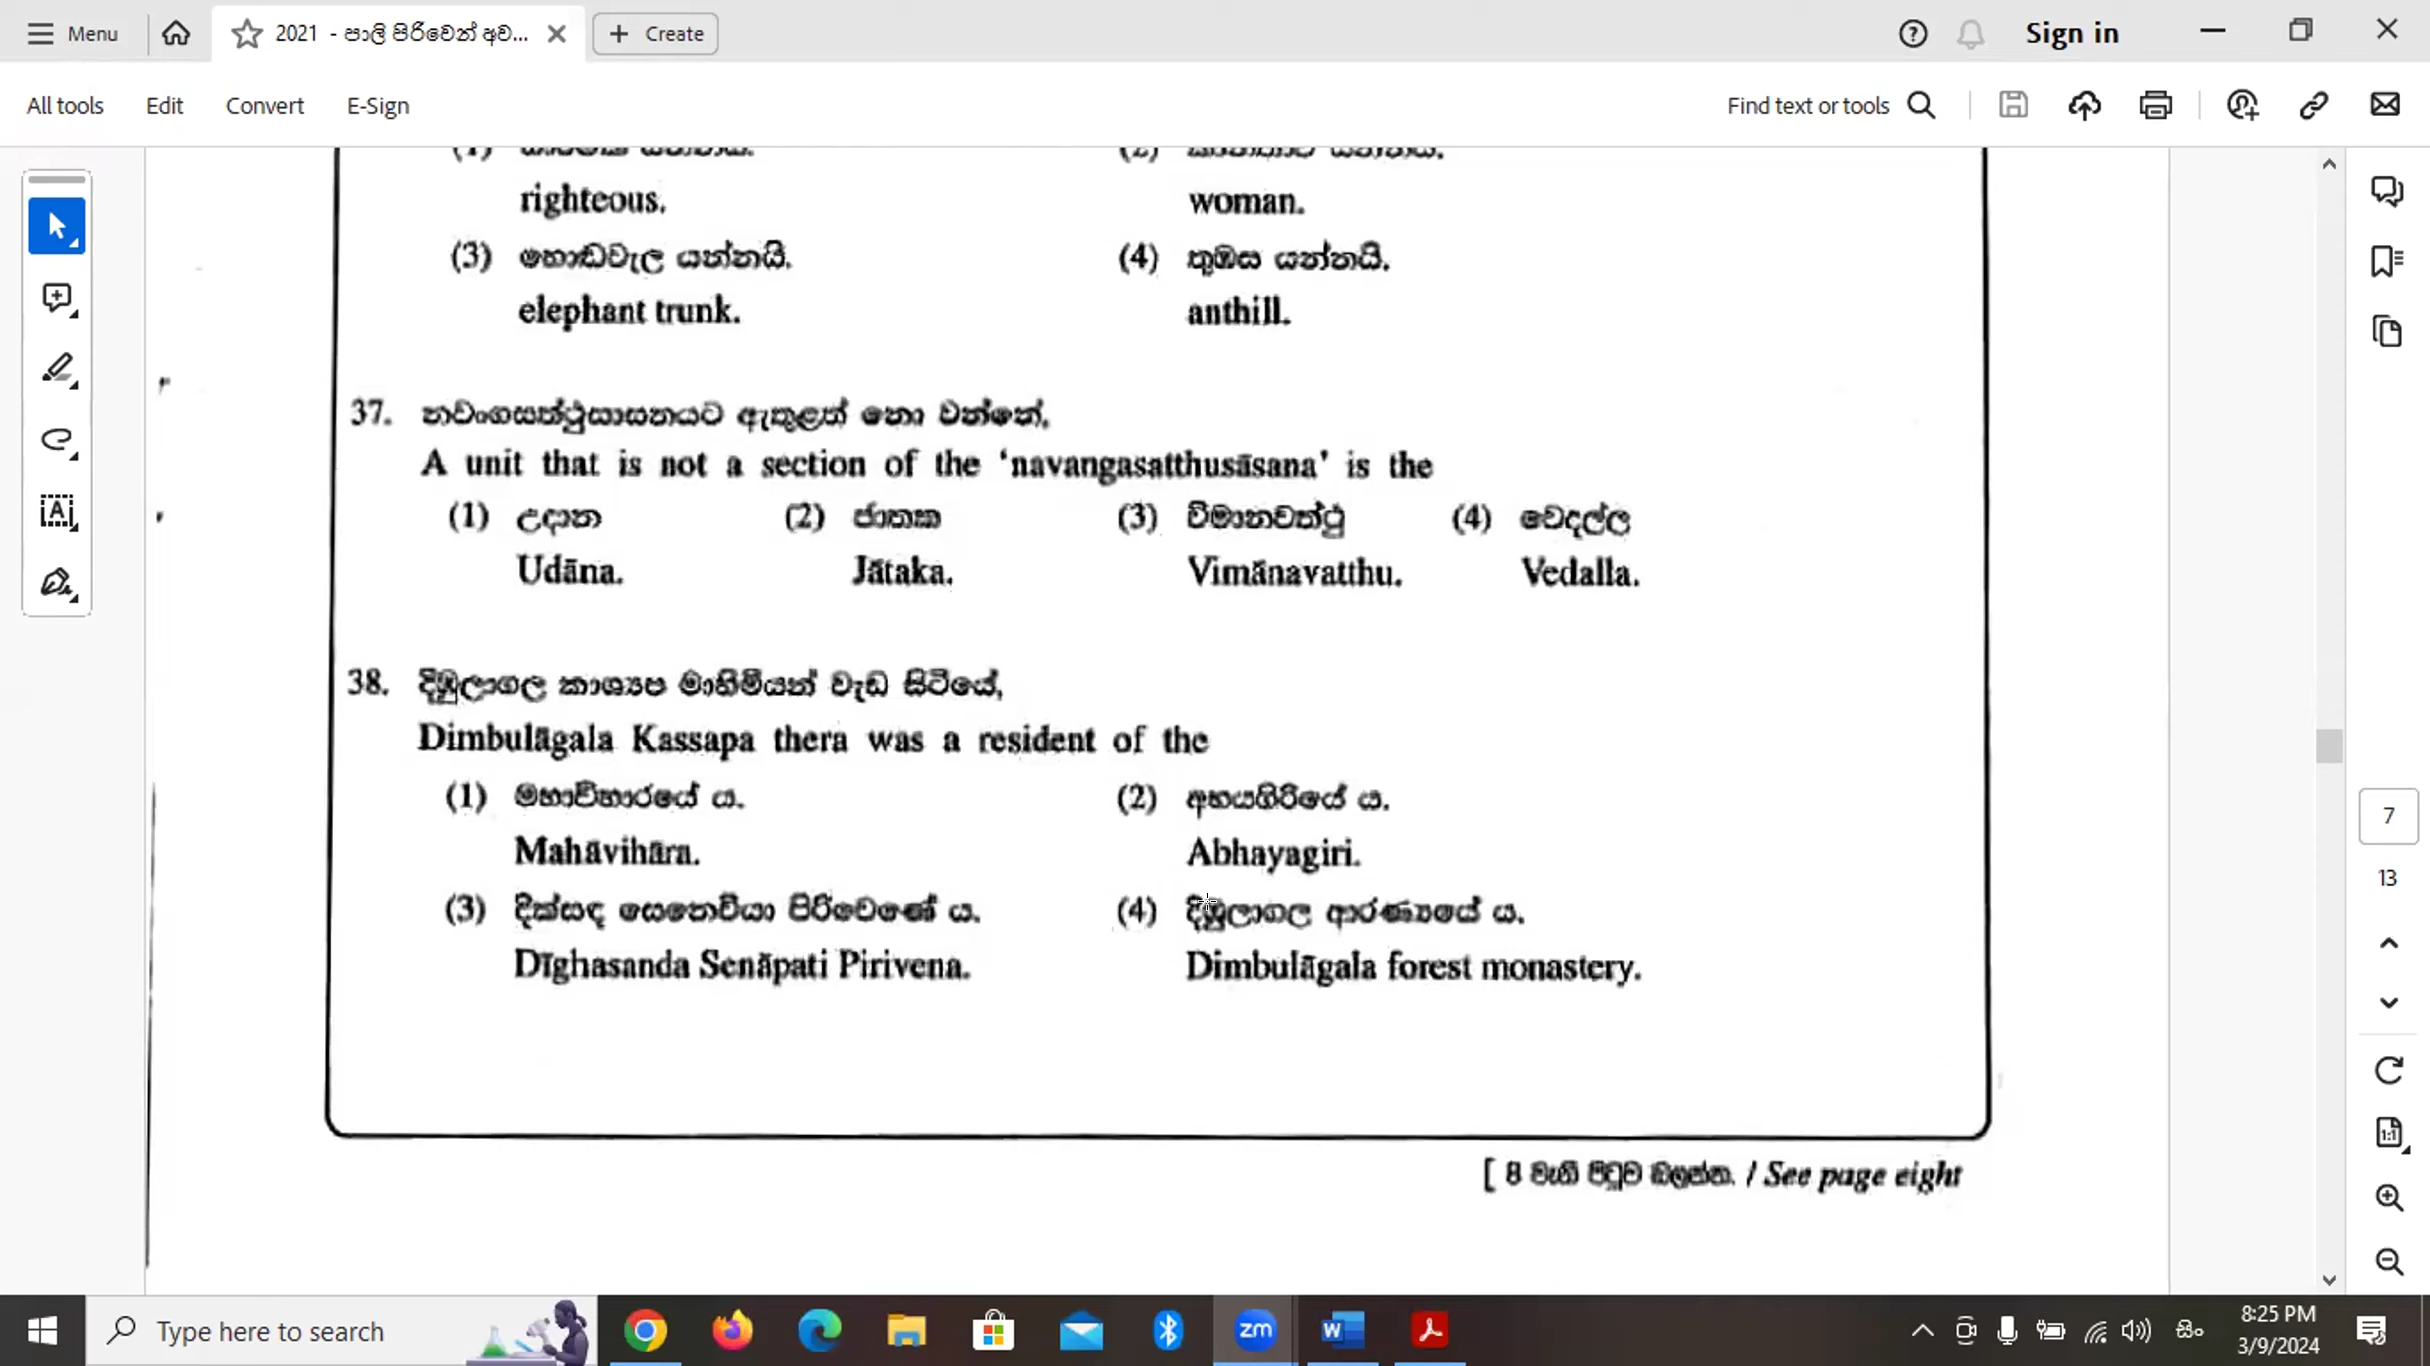 Menu
2021 - පාලි පිරිවෙන් අව...
Create
Sign in
All tools Edit Convert E-Sign
Find text or tools
righteous.
woman.
(3) හොඬවැල යන්නයි.
(4) තුඹස යන්නයි.
elephant trunk.
anthill.
37. නවංගසත්ථුසාසනයට ඇතුළත් නො වන්නේ,
A unit that is not a section of the ‘navangasatthusāsana’ is the
(1) උදාන (2) ජාතක (3) විමානවත්ථු (4) වෙදල්ල
Udāna. Jātaka. Vimānavatthu. Vedalla.
38. දිඹුලාගල කාශ්‍යප මාහිමියන් වැඩ සිටියේ,
Dimbulāgala Kassapa thera was a resident of the
(1) මහාවිහාරයේ ය. (2) අභයගිරියේ ය.
Mahāvihāra. Abhayagiri.
(3) දික්සඳ සෙනෙවියා පිරිවෙණේ ය. (4) දිඹුලාගල ආරණ්‍යයේ ය.
Dīghasanda Senāpati Pirivena. Dimbulāgala forest monastery.
[ 8 වැනි පිටුව බලන්න. / See page eight
7
13
Type here to search
8:25 PM
3/9/2024